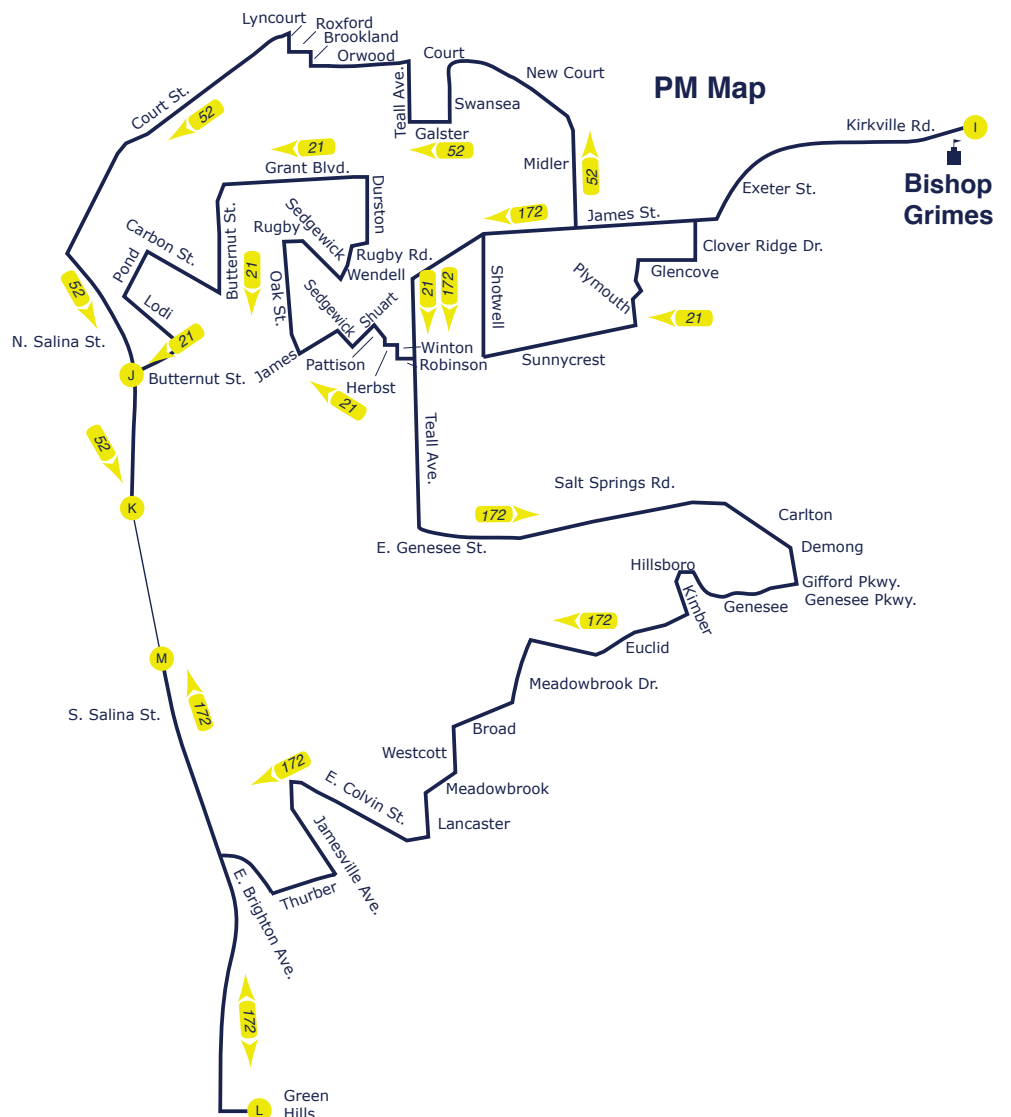 Lyncourt
Roxford
Brookland
Orwood
Court
New Court
PM Map
Teall Ave.
Swansea
Court St.
52
Galster
52
Kirkville Rd.
I
21
Grant Blvd.
Midler
52
Bishop
Grimes
Exeter St.
Durston
Sedgewick
Rugby
172
James St.
Carbon St.
Butternut St.
Rugby Rd.
Wendell
Clover Ridge Dr.
Glencove
Pond
21
Oak St.
Sedgewick
Shuart
21
172
Shotwell
Plymouth
52
Lodi
21
N. Salina St.
21
James
Pattison
Winton
Robinson
Sunnycrest
J
Butternut St.
Herbst
21
Teall Ave.
52
K
Salt Springs Rd.
172
Carlton
E. Genesee St.
Demong
Hillsboro
Gifford Pkwy.
Genesee Pkwy.
Kimber
Genesee
172
Euclid
M
Meadowbrook Dr.
S. Salina St.
172
Broad
Westcott
172
E. Colvin St.
Meadowbrook
Lancaster
Jamesville Ave.
E. Brighton Ave.
Thurber
172
L
Green
Hills